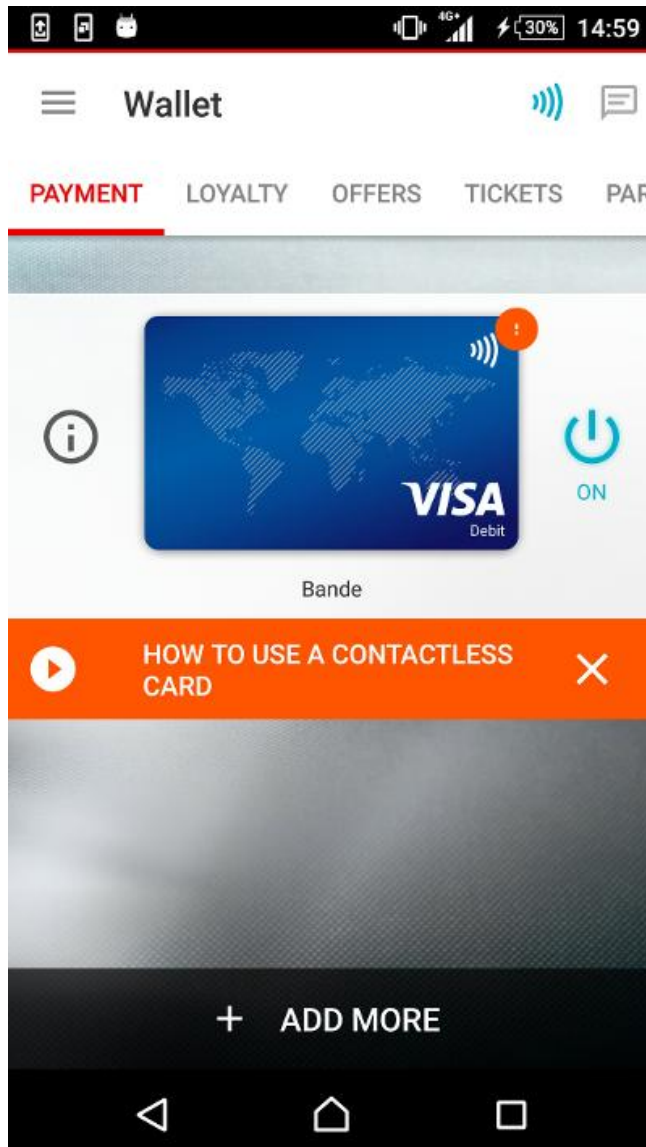 4G+ 30% 14:59
Wallet
PAYMENT LOYALTY OFFERS TICKETS PAR
VISA
Debit
ON
Bande
HOW TO USE A CONTACTLESS
CARD
+ ADD MORE